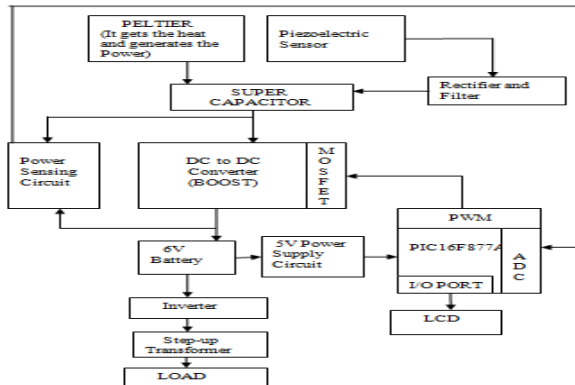 PELTIER
(It gets the heat
and generates the
Power)
Piezoelectric
Sensor
SUPER
CAPACITOR
Rectifier and
Filter
Power
Sensing
Circuit
DC to DC
Converter
(BOOST)
MOSFET
PWM
PIC16F877A
ADC
I/O PORT
6V
Battery
5V Power
Supply
Circuit
Inverter
LCD
Step-up
Transformer
LOAD